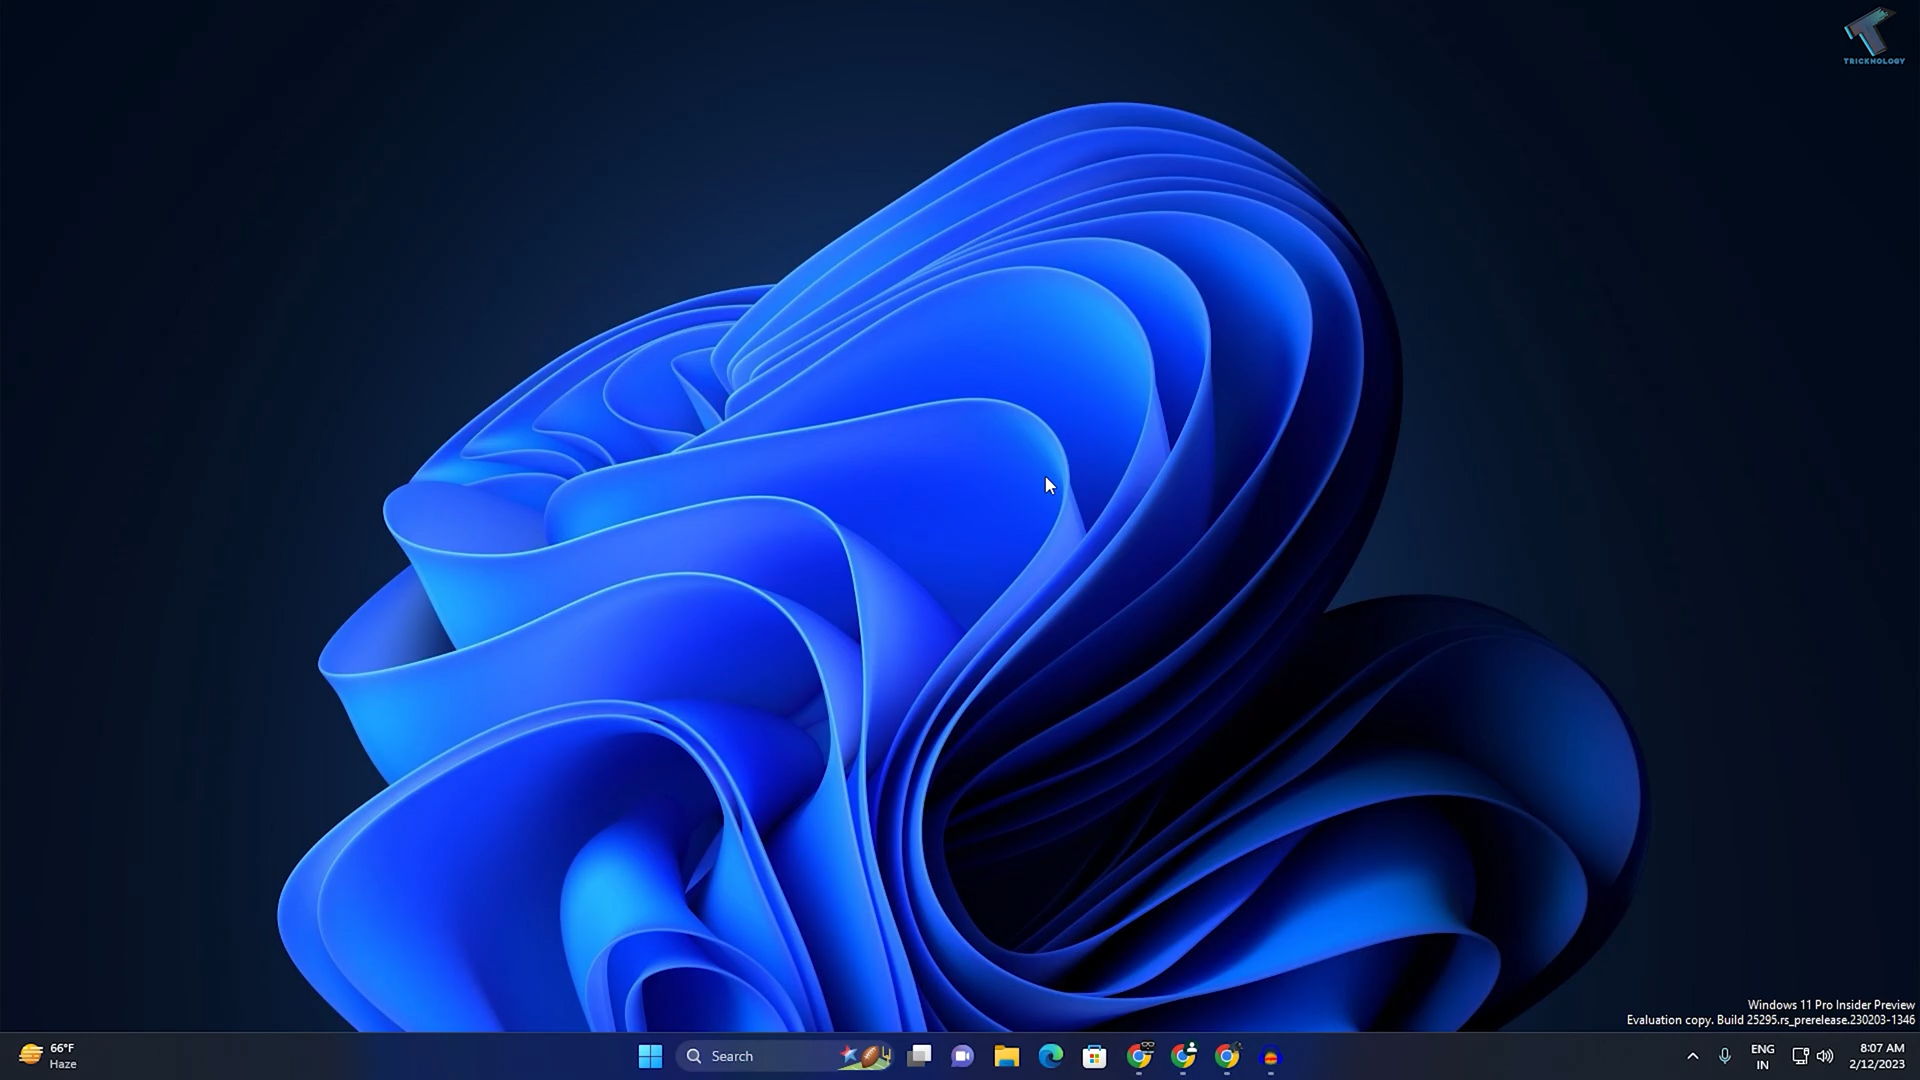 TRICKNOLOGY
Windows 11 Pro Insider Preview
Evaluation copy. Build 25295.rs_prerelease.230203-1346
66°F
Haze
Search
ENG
IN
8:07 AM
2/12/2023